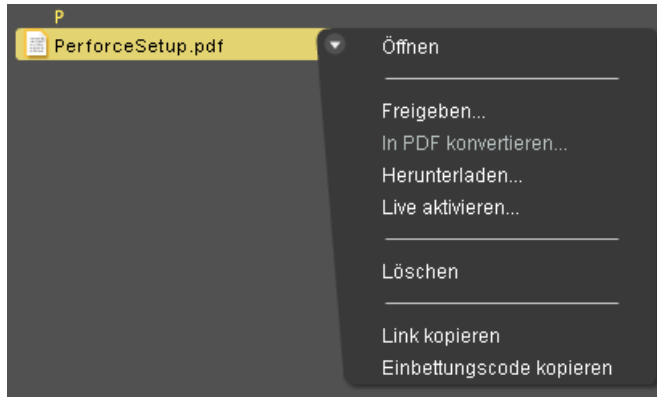 P
PerforceSetup.pdf
Öffnen
Freigeben...
In PDF konvertieren...
Herunterladen...
Live aktivieren...
Löschen
Link kopieren
Einbettungscode kopieren